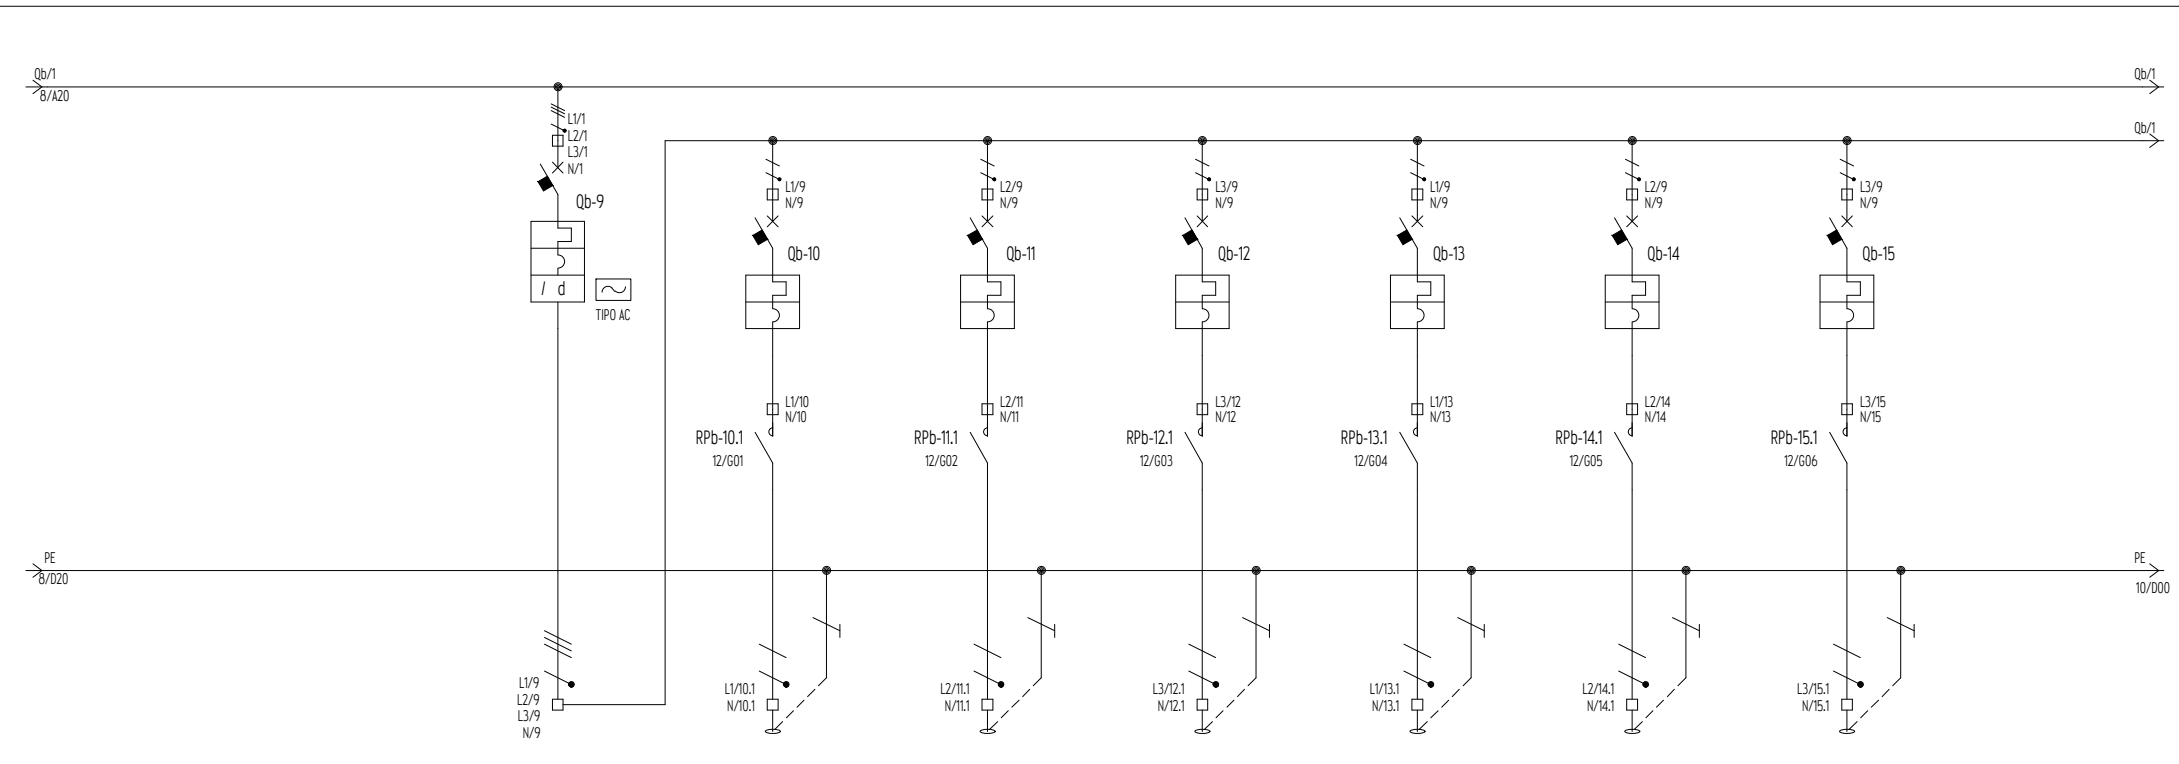 Qb/1
8/A20
Qb/1
L1/1
L2/1
L3/1
N/1
Qb/1
Qb-9
I d
TIPO AC
L1/9
N/9
L2/9
N/9
L3/9
N/9
L1/9
N/9
L2/9
N/9
L3/9
N/9
Qb-10
Qb-11
Qb-12
Qb-13
Qb-14
Qb-15
L1/10
N/10
L2/11
N/11
L3/12
N/12
L1/13
N/13
L2/14
N/14
L3/15
N/15
RPb-10.1
12/G01
RPb-11.1
12/G02
RPb-12.1
12/G03
RPb-13.1
12/G04
RPb-14.1
12/G05
RPb-15.1
12/G06
PE
8/D20
PE
10/D00
L1/9
L2/9
L3/9
N/9
L1/10.1
N/10.1
L2/11.1
N/11.1
L3/12.1
N/12.1
L1/13.1
N/13.1
L2/14.1
N/14.1
L3/15.1
N/15.1